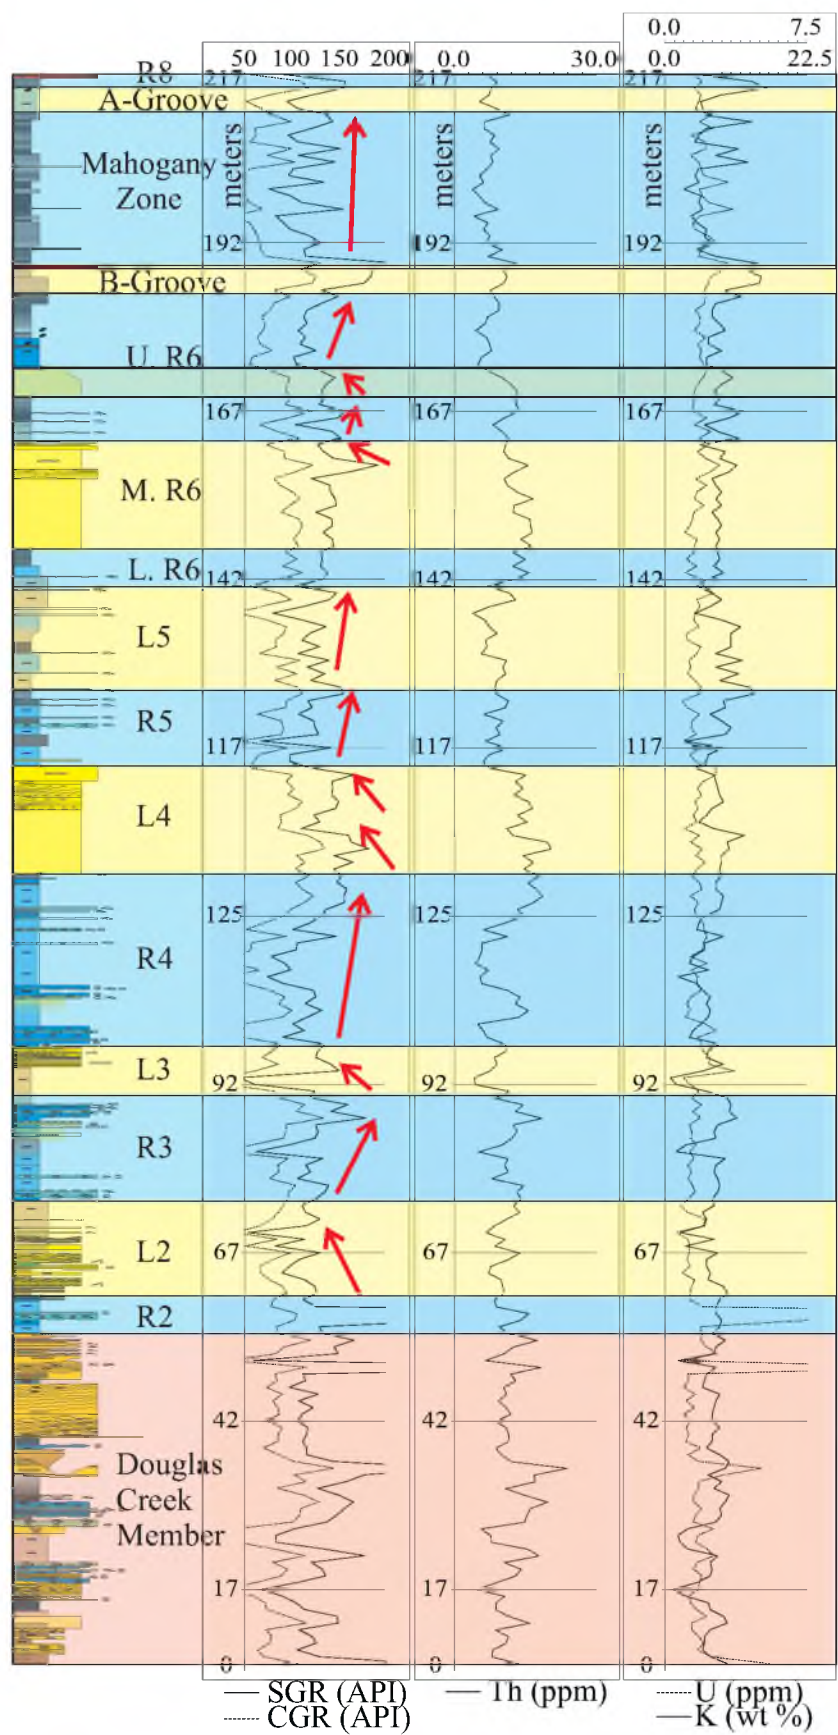 0.0 7.5
50 100 150 200 0.0 30.0 0.0 22.5
R8
217 217 217
A-Groove
meters meters meters
Mahogany
Zone
192 192 192
B-Groove
U. R6
167 167 167
M. R6
L. R6
142 142 142
L5
R5
117 117 117
L4
125 125 125
R4
L3
92 92 92
R3
L2
67 67 67
R2
42 42 42
Douglas
Creek
Member
17 17 17
0 0 0
SGR (API) Th (ppm) U (ppm)
CGR (API) K (wt %)